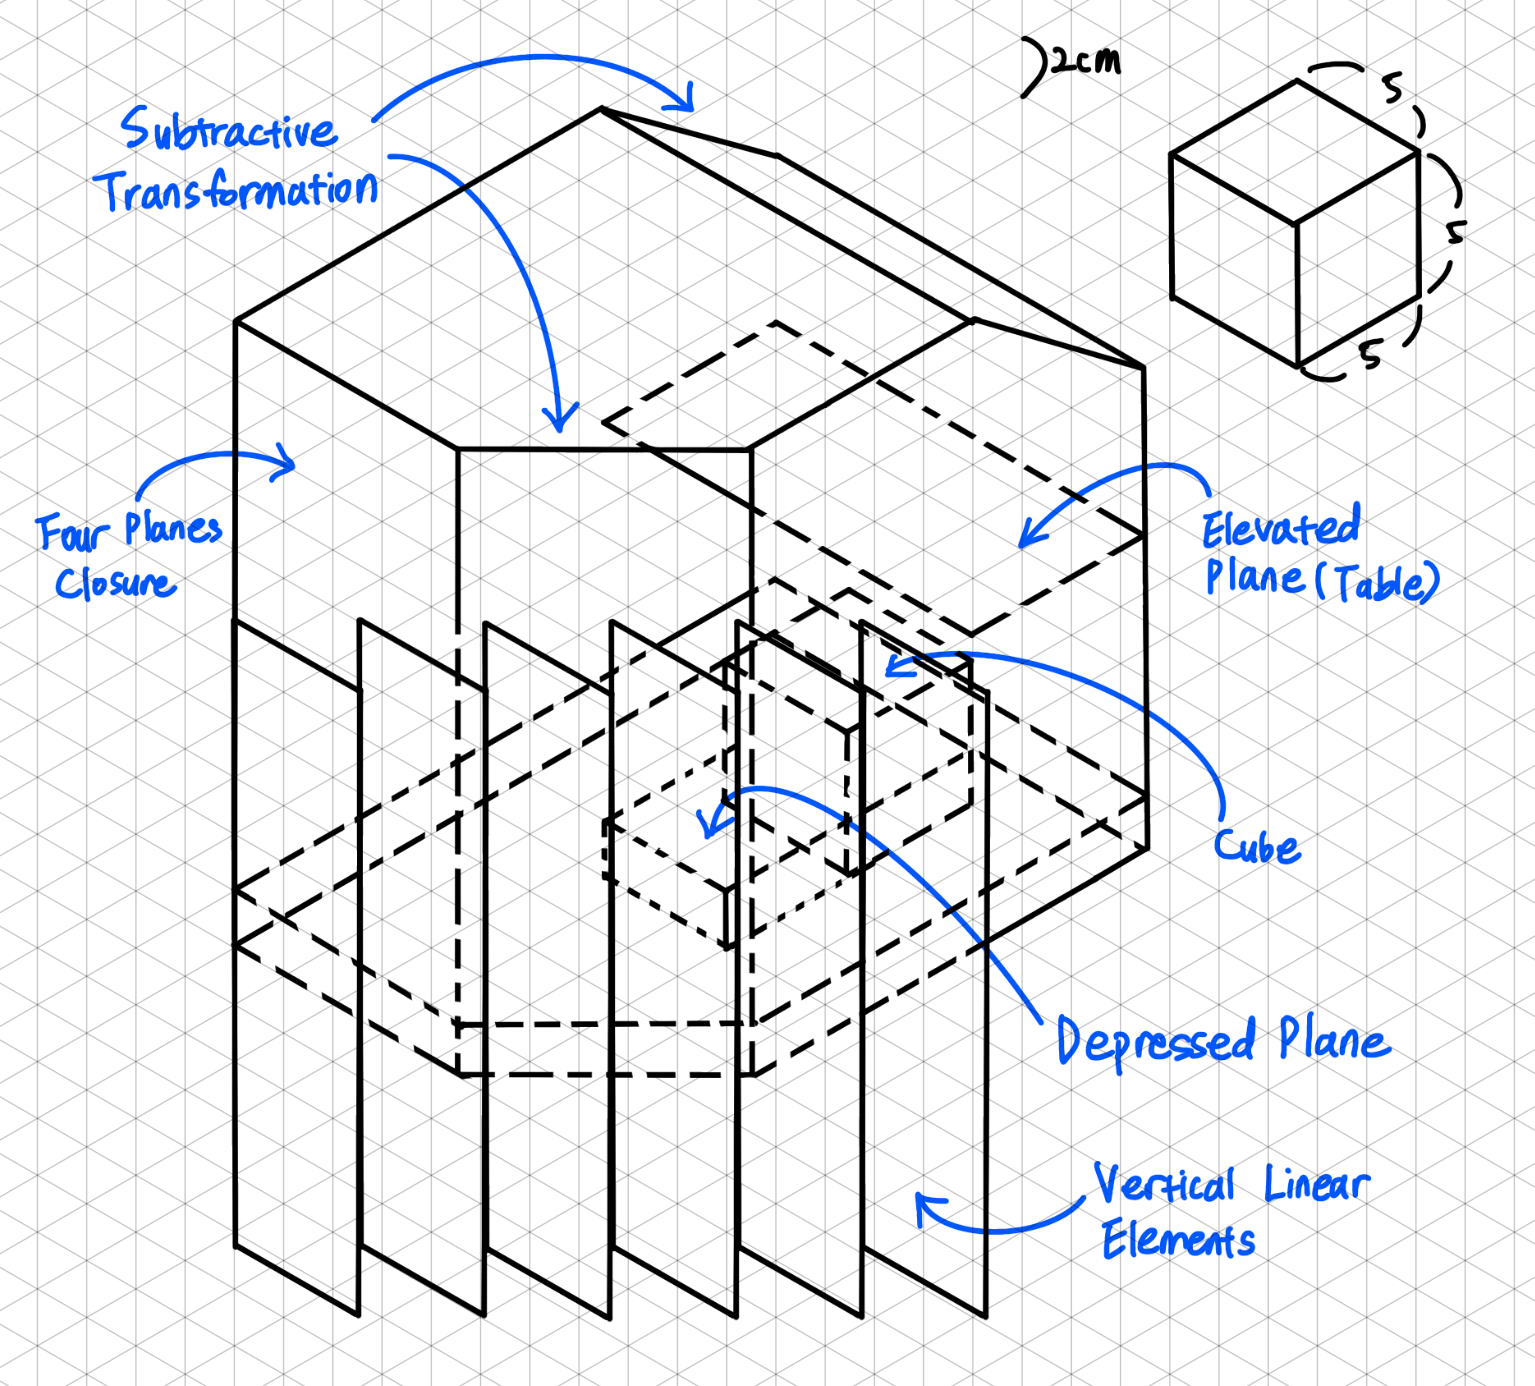 )2cm
5
5
5
Subtractive
Transformation
Four Planes
Closure
Elevated
Plane (Table)
Cube
Depressed Plane
Vertical Linear
Elements